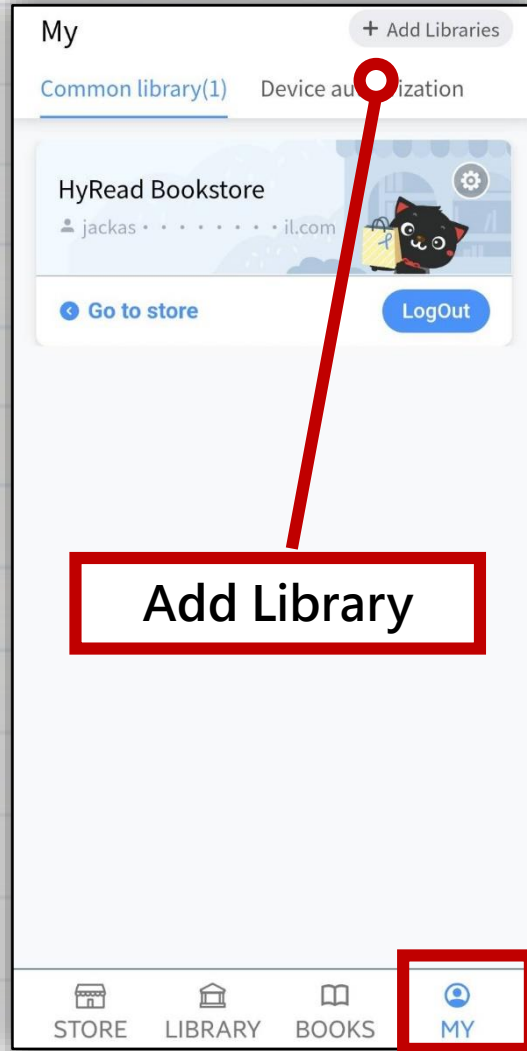 My
+ Add Libraries
Common library(1)
Device au ization
HyRead Bookstore
jackas • • • • • • • • il.com
Go to store
LogOut
Add Library
STORE
LIBRARY
BOOKS
MY